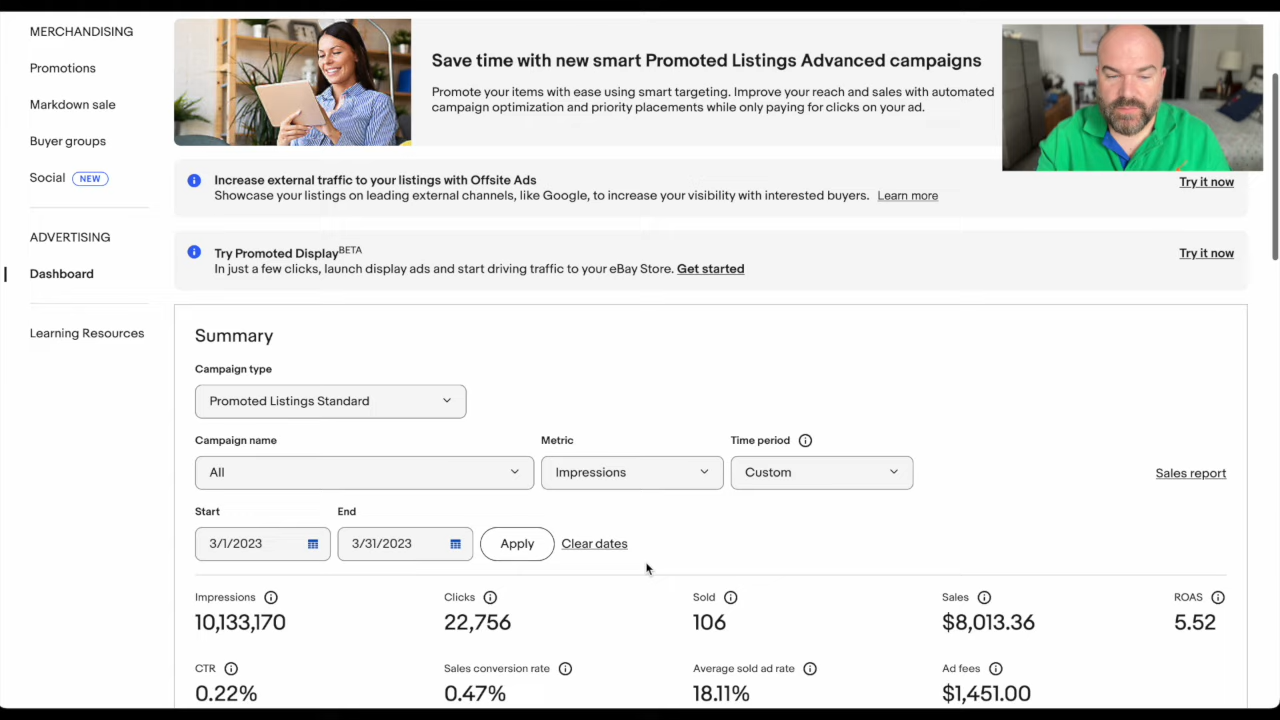 MERCHANDISING
Promotions
Markdown sale
Buyer groups
Social NEW
ADVERTISING
Dashboard
Learning Resources
Save time with new smart Promoted Listings Advanced campaigns
Promote your items with ease using smart targeting. Improve your reach and sales with automated
campaign optimization and priority placements while only paying for clicks on your ad.
Increase external traffic to your listings with Offsite Ads
Showcase your listings on leading external channels, like Google, to increase your visibility with interested buyers. Learn more
Try it now
Try Promoted Display BETA
In just a few clicks, launch display ads and start driving traffic to your eBay Store. Get started
Try it now
Summary
Campaign type
Promoted Listings Standard
Campaign name Metric Time period
All Impressions Custom
Sales report
Start End
3/1/2023 3/31/2023 Apply Clear dates
Impressions Clicks Sold Sales ROAS
10,133,170 22,756 106 $8,013.36 5.52
CTR Sales conversion rate Average sold ad rate Ad fees
0.22% 0.47% 18.11% $1,451.00